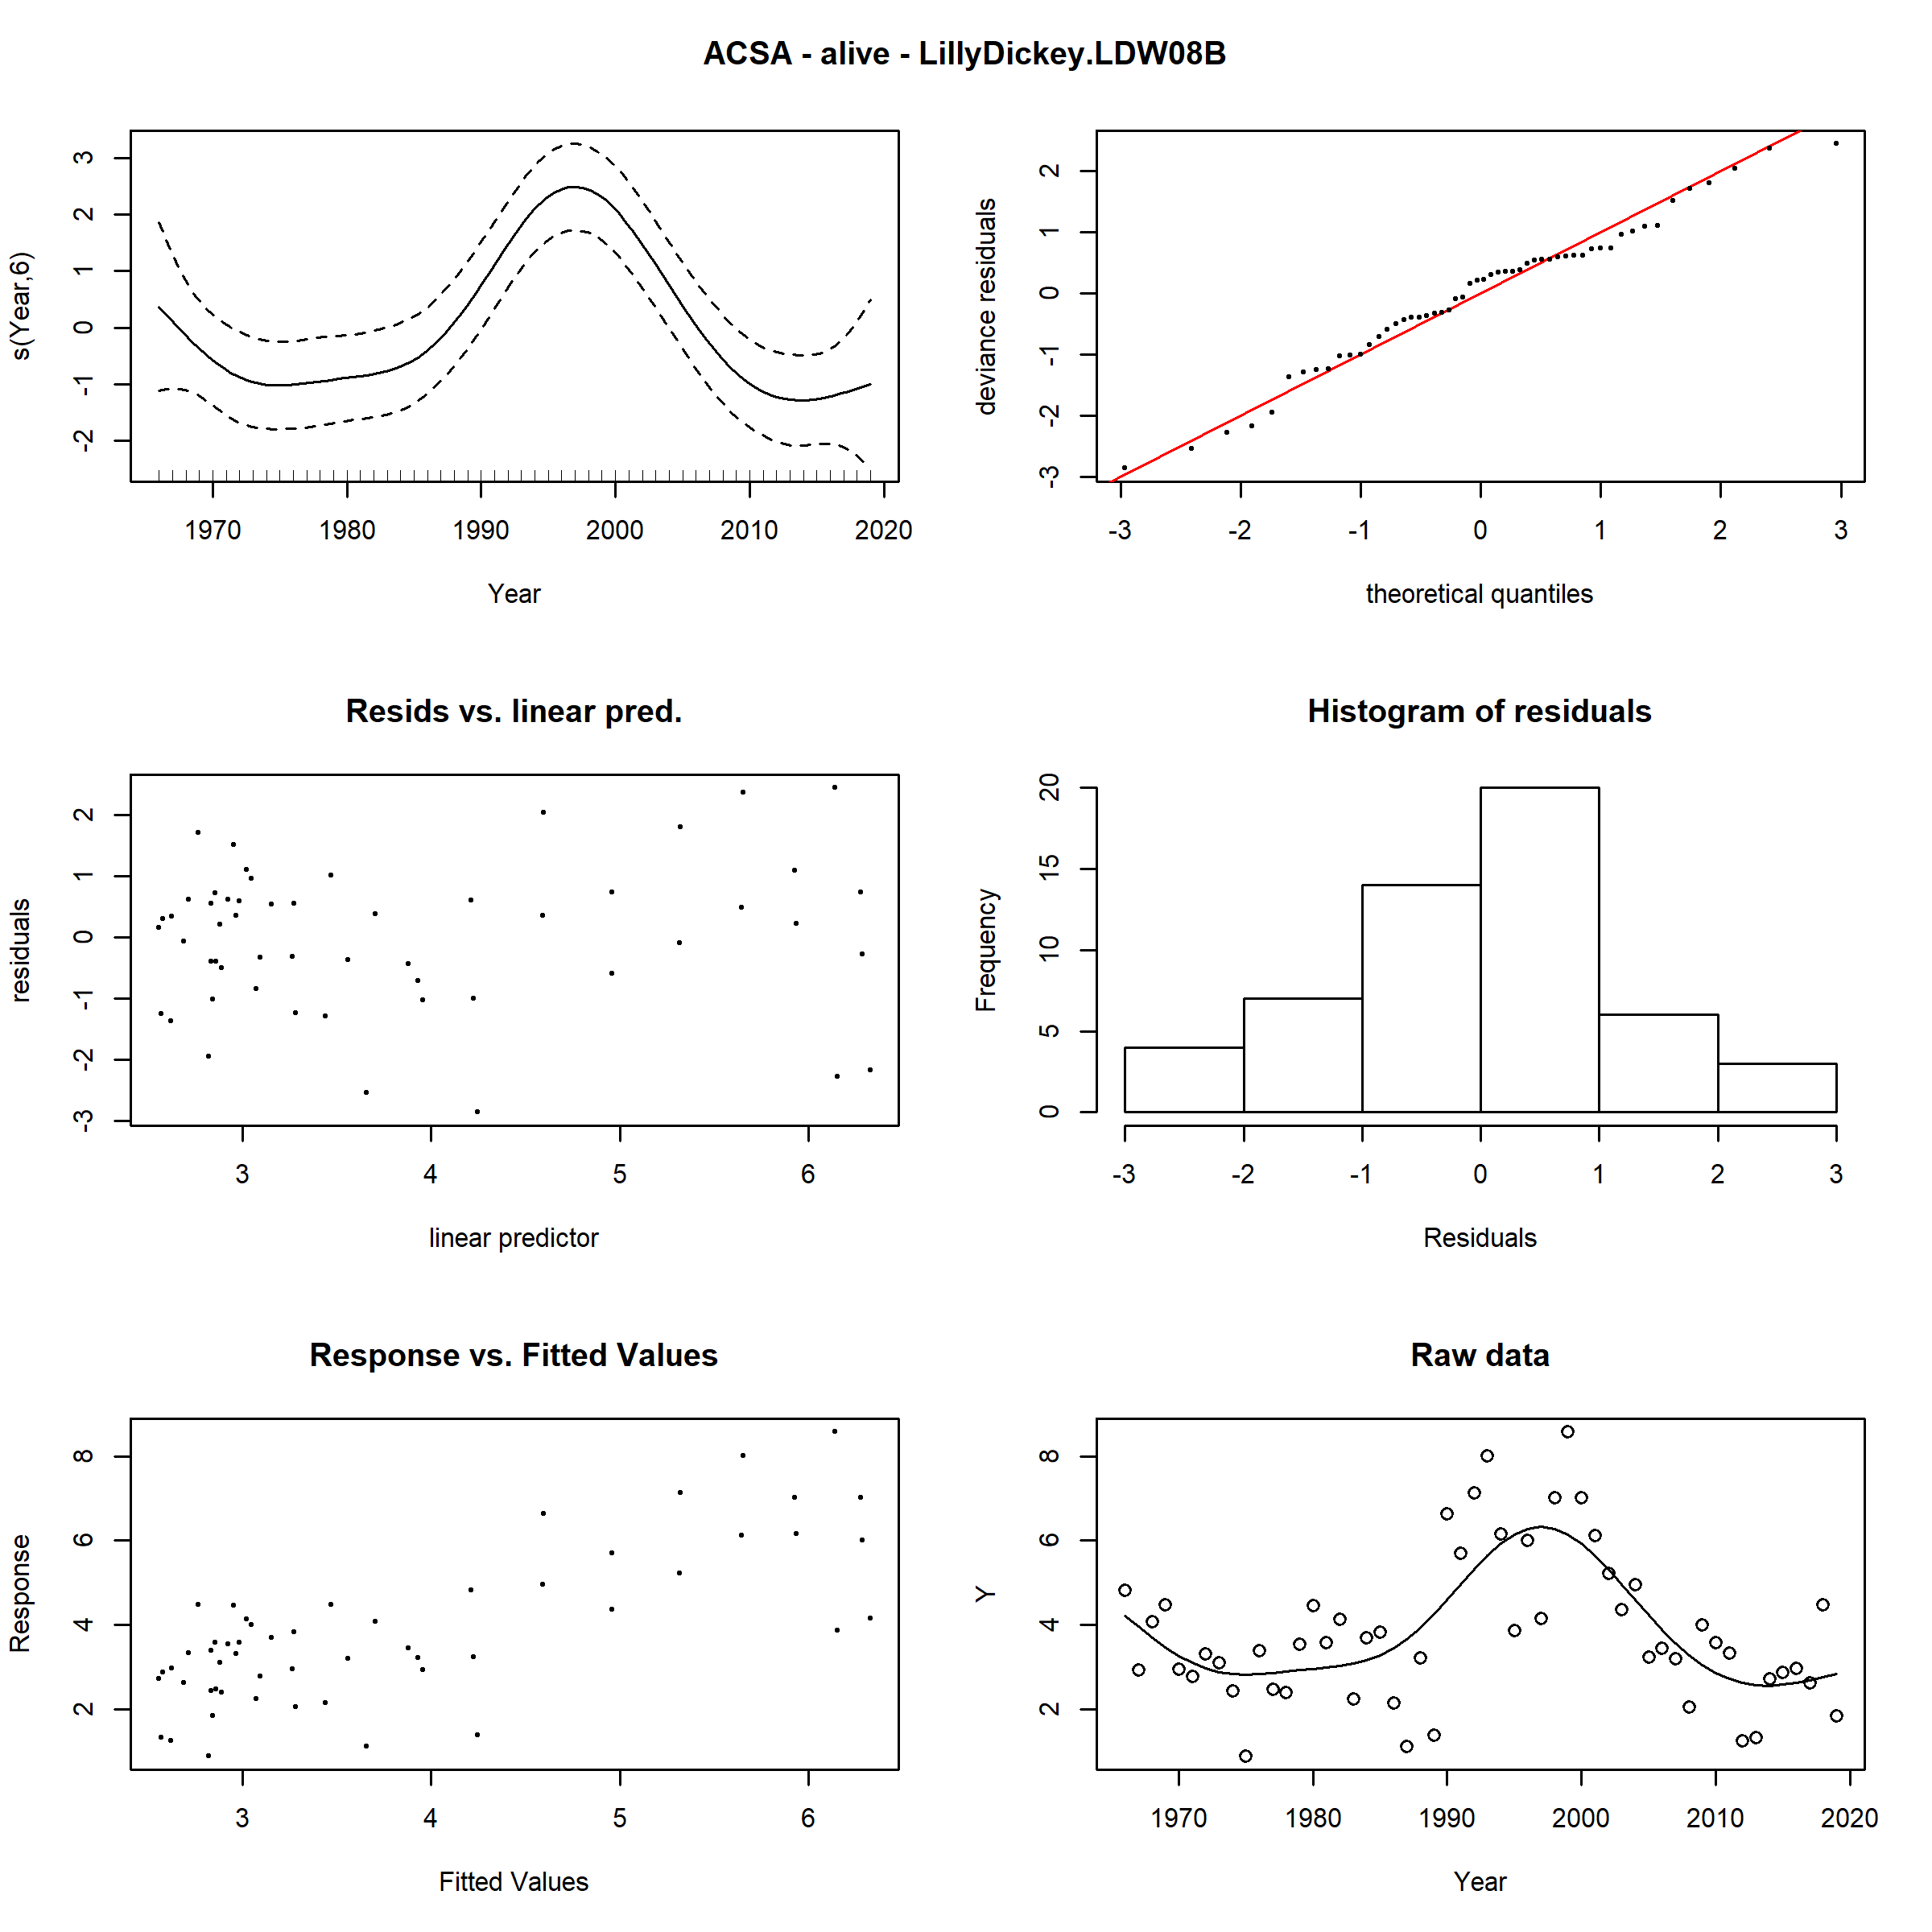 ACSA - alive - LillyDickey.LDW08B
s(Year,6)
3
2
1
0
-1
-2
1970 1980 1990 2000 2010 2020
Year
deviance residuals
2
1
0
-1
-2
-3
-3 -2 -1 0 1 2 3
theoretical quantiles
Resids vs. linear pred.
residuals
2
1
0
-1
-2
-3
3 4 5 6
linear predictor
Histogram of residuals
Frequency
20
15
10
5
0
-3 -2 -1 0 1 2 3
Residuals
Response vs. Fitted Values
Response
8
6
4
2
3 4 5 6
Fitted Values
Raw data
Y
8
6
4
2
1970 1980 1990 2000 2010 2020
Year